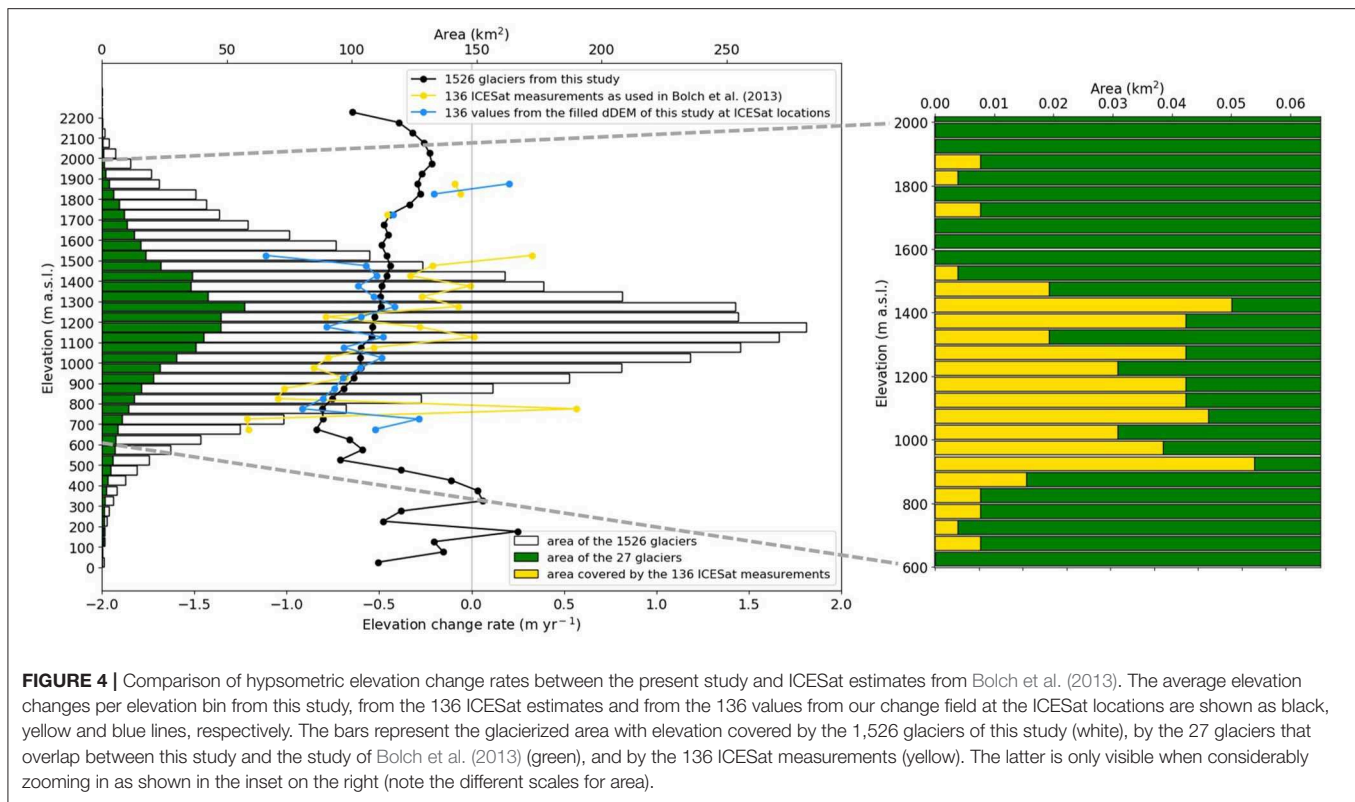 Area (km²)
0 50 100 150 200 250
1526 glaciers from this study
136 ICESat measurements as used in Bolch et al. (2013)
136 values from the filled dDEM of this study at ICESat locations
Elevation (m a.s.l.)
2200
2100
2000
1900
1800
1700
1600
1500
1400
1300
1200
1100
1000
900
800
700
600
500
400
300
200
100
0
area of the 1526 glaciers
area of the 27 glaciers
area covered by the 136 ICESat measurements
−2.0 −1.5 −1.0 −0.5 0.0 0.5 1.0 1.5 2.0
Elevation change rate (m yr⁻¹)
Area (km²)
0.00 0.01 0.02 0.03 0.04 0.05 0.06
Elevation (m a.s.l.)
2000
1800
1600
1400
1200
1000
800
600
FIGURE 4 | Comparison of hypsometric elevation change rates between the present study and ICESat estimates from Bolch et al. (2013). The average elevation
changes per elevation bin from this study, from the 136 ICESat estimates and from the 136 values from our change field at the ICESat locations are shown as black,
yellow and blue lines, respectively. The bars represent the glacierized area with elevation covered by the 1,526 glaciers of this study (white), by the 27 glaciers that
overlap between this study and the study of Bolch et al. (2013) (green), and by the 136 ICESat measurements (yellow). The latter is only visible when considerably
zooming in as shown in the inset on the right (note the different scales for area).